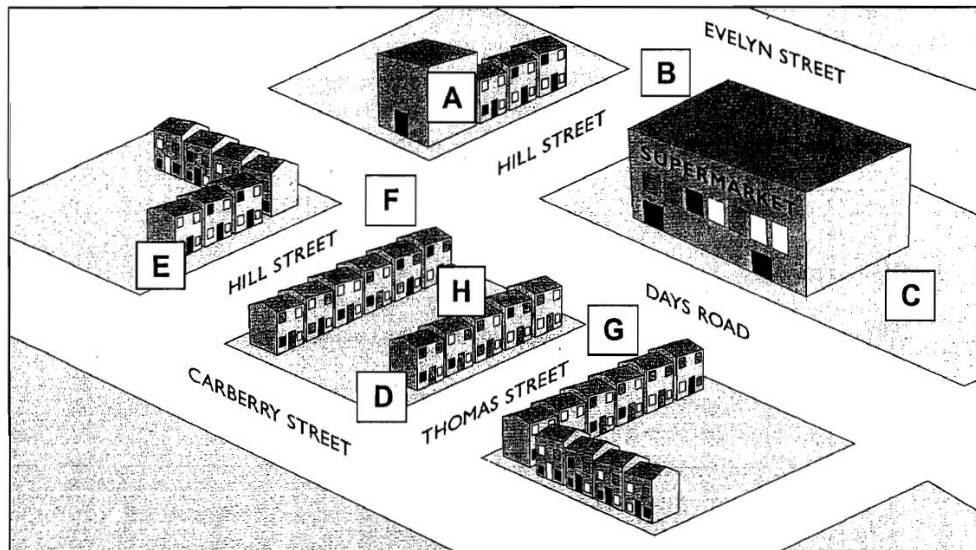 EVELYN STREET
B
A
HILL STREET
SUPERMARKET
F
E
HILL STREET
H
C
G
DAYS ROAD
D
CARBERRY STREET
THOMAS STREET